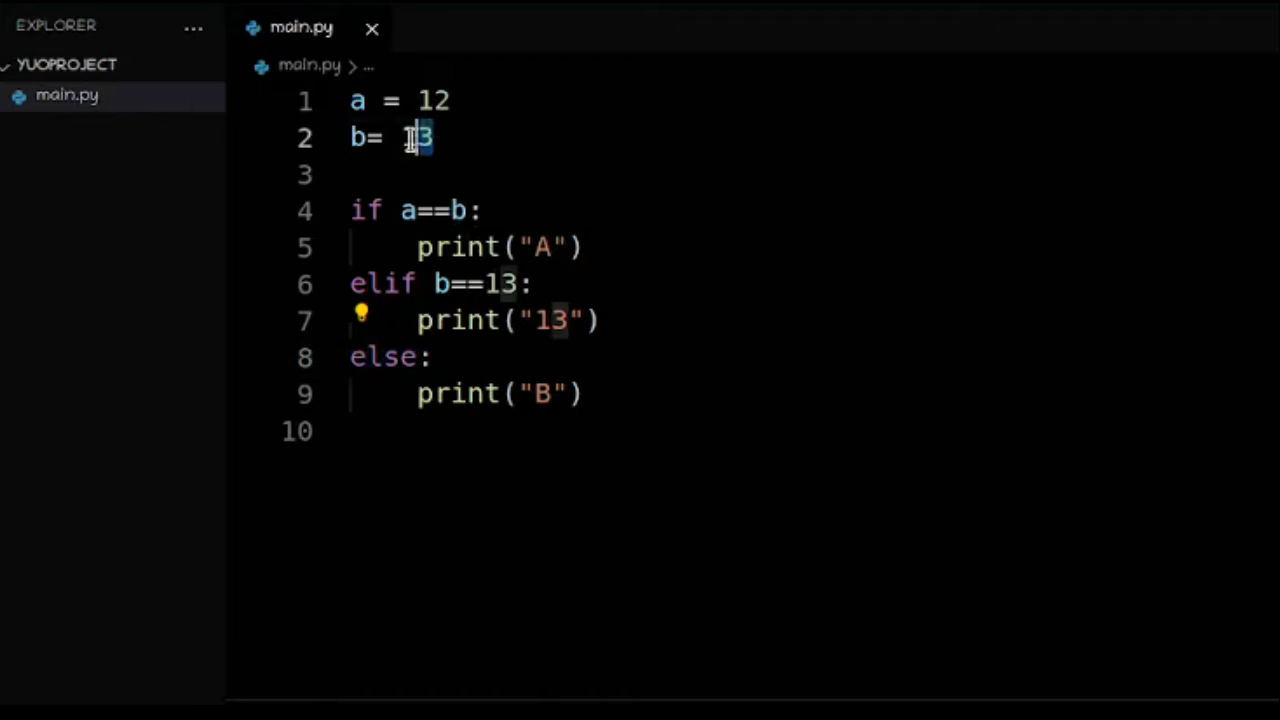 EXPLORER ...
YUOPROJECT
main.py
main.py
main.py > ...
1 a = 12
2 b= 13
3
4 if a==b:
5 print("A")
6 elif b==13:
7 print("13")
8 else:
9 print("B")
10